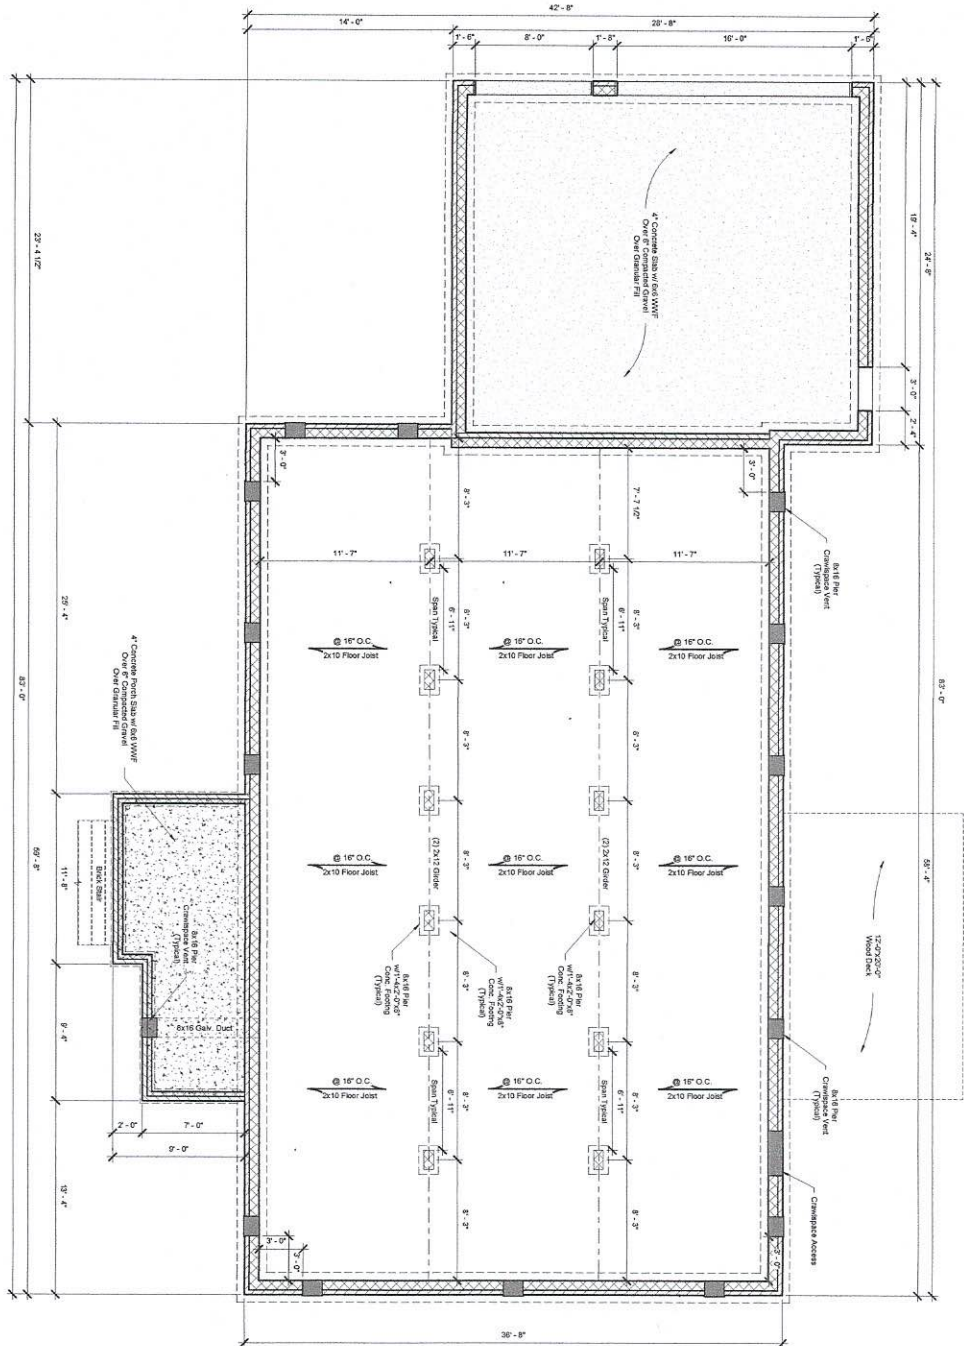 42' - 8"
14' - 0"
28' - 8"
1' - 6"
8' - 0"
1' - 8"
16' - 0"
1' - 6"
19' - 4"
24' - 8"
4" Concrete Slab w/ 6x6 WWF
Over 6" Compacted Gravel
Over Granular Fill
23' - 4 1/2"
3' - 0"
2' - 4"
3' - 0"
8' - 3"
7' - 7 1/2"
3' - 0"
8x16 Pier
Crawlspace Vent
(Typical)
11' - 7"
11' - 7"
11' - 7"
Span Typical
6' - 11"
8' - 3"
Span Typical
6' - 11"
8' - 3"
25' - 4"
83' - 0"
83' - 0"
@ 16" O.C.
2x10 Floor Joist
@ 16" O.C.
2x10 Floor Joist
@ 16" O.C.
2x10 Floor Joist
4" Concrete Porch Slab w/ 6x6 WWF
Over 6" Compacted Gravel
Over Granular Fill
8' - 3"
8' - 3"
59' - 8"
58' - 4"
11' - 8"
Brick Stair
(2) 2x12 Girder
8' - 3"
(2) 2x12 Girder
8' - 3"
@ 16" O.C.
2x10 Floor Joist
@ 16" O.C.
2x10 Floor Joist
@ 16" O.C.
2x10 Floor Joist
12'-0"x20'-0"
Wood Deck
8x16 Pier
Crawlspace Vent
(Typical)
8x16 Pier
w/1'-4x2'-0"x8"
Conc. Footing
(Typical)
8x16 Pier
w/1'-4x2'-0"x8"
Conc. Footing
(Typical)
8x16 Pier
w/1'-4x2'-0"x8"
Conc. Footing
(Typical)
8' - 3"
8' - 3"
9' - 4"
8x16 Galv. Duct
Span Typical
6' - 11"
8' - 3"
Span Typical
6' - 11"
8' - 3"
@ 16" O.C.
2x10 Floor Joist
@ 16" O.C.
2x10 Floor Joist
@ 16" O.C.
2x10 Floor Joist
8x16 Pier
Crawlspace Vent
(Typical)
2' - 0"
7' - 0"
9' - 0"
13' - 4"
8' - 3"
8' - 3"
Crawlspace Access
3' - 0"
3' - 0"
3' - 0"
36' - 8"